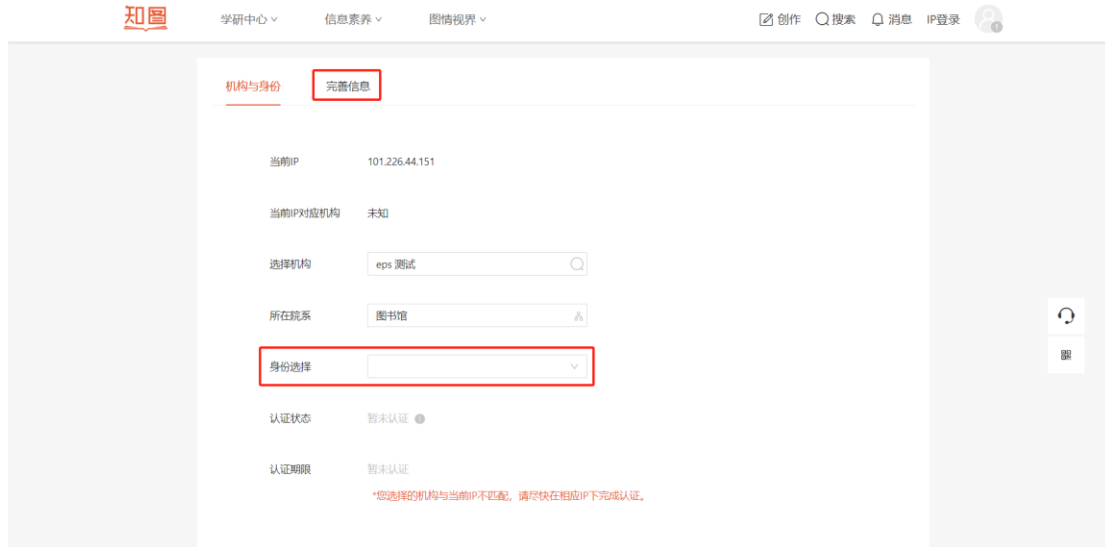 知图 学研中心 信息素养 图情视界 创作 搜索 消息 IP登录
机构与身份 完善信息
当前IP 101.226.44.151
当前IP对应机构 未知
选择机构 eps 测试
所在院系 图书馆
身份选择
认证状态 暂未认证
认证期限 暂未认证
*您选择的机构与当前IP不匹配，请尽快在相应IP下完成认证。